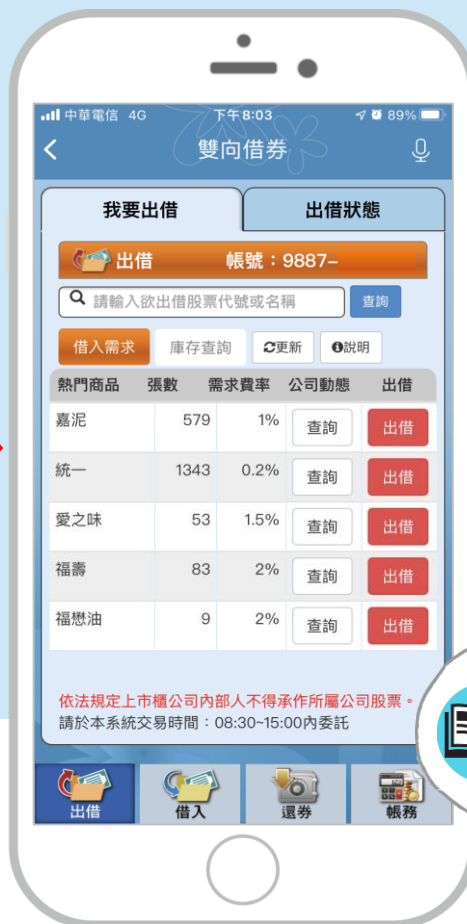 中華電信 4G 下午8:03 89%
雙向借券
我要出借 出借狀態
出借 帳號：9887–
請輸入欲出借股票代號或名稱 查詢
借入需求 庫存查詢 更新 說明
熱門商品 張數 需求費率 公司動態 出借
嘉泥 579 1% 查詢 出借
統一 1343 0.2% 查詢 出借
愛之味 53 1.5% 查詢 出借
福壽 83 2% 查詢 出借
福懋油 9 2% 查詢 出借
依法規定上市櫃公司內部人不得承作所屬公司股票。
請於本系統交易時間：08:30~15:00內委託
出借 借入 還券 帳務